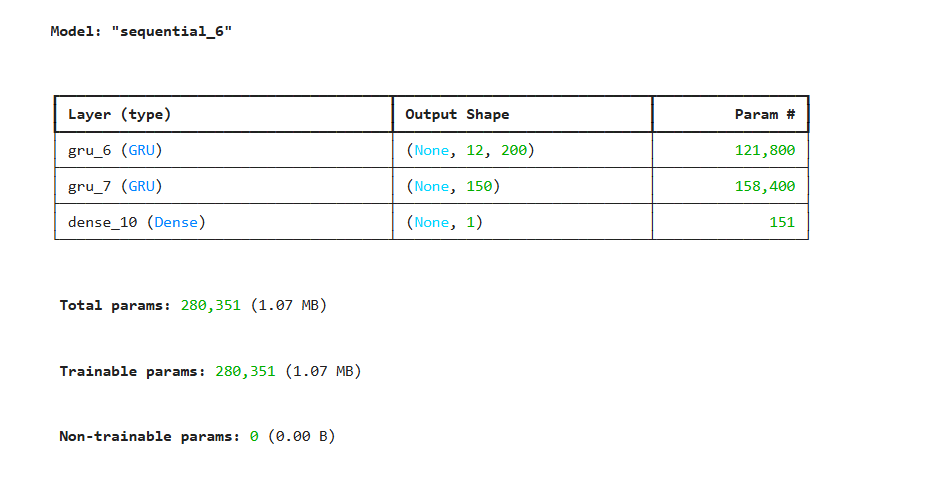 Model: "sequential_6"
Layer (type) Output Shape Param #
gru_6 (GRU) (None, 12, 200) 121,800
gru_7 (GRU) (None, 150) 158,400
dense_10 (Dense) (None, 1) 151
Total params: 280,351 (1.07 MB)
Trainable params: 280,351 (1.07 MB)
Non-trainable params: 0 (0.00 B)